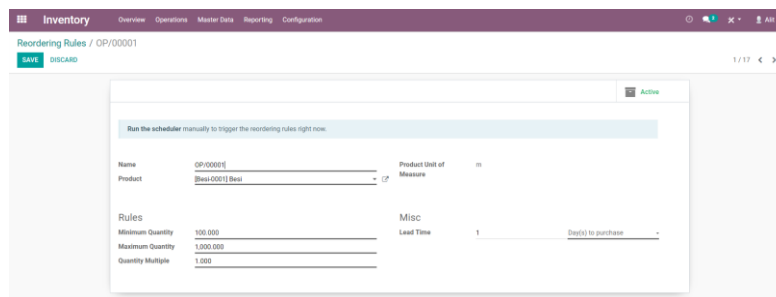 Inventory Overview Operations Master Data Reporting Configuration
Reordering Rules / OP/00001
SAVE DISCARD 1 / 17
Active
Run the scheduler manually to trigger the reordering rules right now.
Name OP/00001 Product Unit of Measure m
Product [Besi-0001] Besi
Rules Misc
Minimum Quantity 100.000 Lead Time 1 Day(s) to purchase
Maximum Quantity 1,000.000
Quantity Multiple 1.000